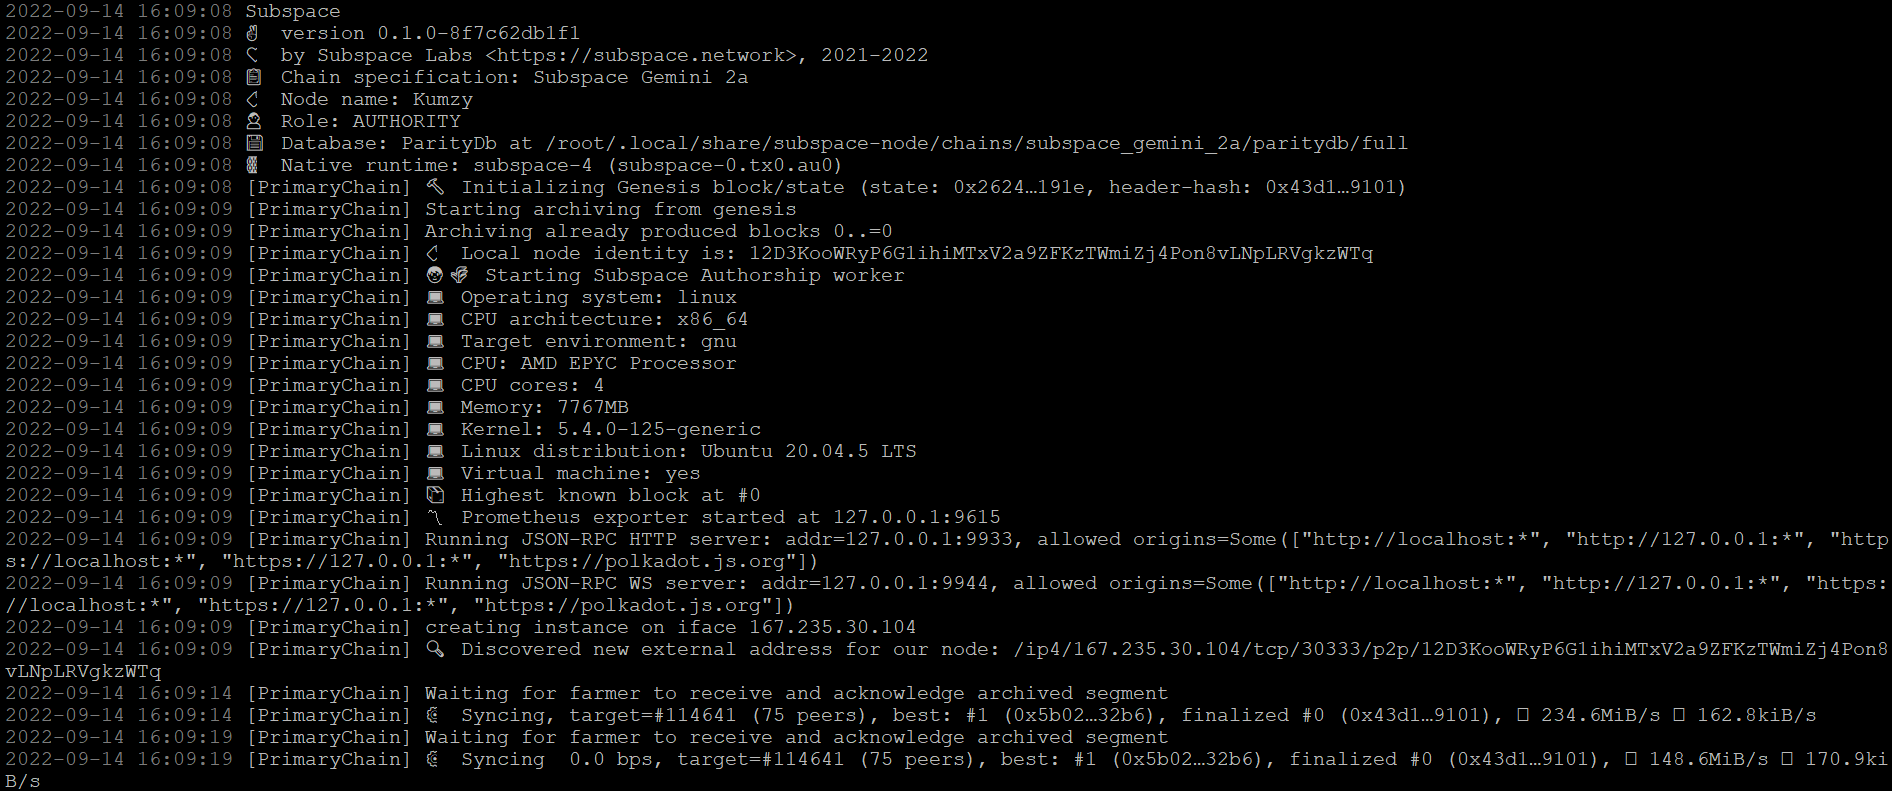 2022-09-14 16:09:08 Subspace
2022-09-14 16:09:08 ✌️  version 0.1.0-8f7c62db1f1
2022-09-14 16:09:08 by Subspace Labs <https://subspace.network>, 2021-2022
2022-09-14 16:09:08 📋 Chain specification: Subspace Gemini 2a
2022-09-14 16:09:08 Node name: Kumzy
2022-09-14 16:09:08 👤 Role: AUTHORITY
2022-09-14 16:09:08 💾 Database: ParityDb at /root/.local/share/subspace-node/chains/subspace_gemini_2a/paritydb/full
2022-09-14 16:09:08 Native runtime: subspace-4 (subspace-0.tx0.au0)
2022-09-14 16:09:08 [PrimaryChain] 🔨 Initializing Genesis block/state (state: 0x2624…191e, header-hash: 0x43d1…9101)
2022-09-14 16:09:09 [PrimaryChain] Starting archiving from genesis
2022-09-14 16:09:09 [PrimaryChain] Archiving already produced blocks 0..=0
2022-09-14 16:09:09 [PrimaryChain] Local node identity is: 12D3KooWRyP6G1ihiMTxV2a9ZFKzTWmiZj4Pon8vLNpLRVgkzWTq
2022-09-14 16:09:09 [PrimaryChain] 🧑‍🌾 Starting Subspace Authorship worker
2022-09-14 16:09:09 [PrimaryChain] 💻 Operating system: linux
2022-09-14 16:09:09 [PrimaryChain] 💻 CPU architecture: x86_64
2022-09-14 16:09:09 [PrimaryChain] 💻 Target environment: gnu
2022-09-14 16:09:09 [PrimaryChain] 💻 CPU: AMD EPYC Processor
2022-09-14 16:09:09 [PrimaryChain] 💻 CPU cores: 4
2022-09-14 16:09:09 [PrimaryChain] 💻 Memory: 7767MB
2022-09-14 16:09:09 [PrimaryChain] 💻 Kernel: 5.4.0-125-generic
2022-09-14 16:09:09 [PrimaryChain] 💻 Linux distribution: Ubuntu 20.04.5 LTS
2022-09-14 16:09:09 [PrimaryChain] 💻 Virtual machine: yes
2022-09-14 16:09:09 [PrimaryChain] 📦 Highest known block at #0
2022-09-14 16:09:09 [PrimaryChain] 〽️ Prometheus exporter started at 127.0.0.1:9615
2022-09-14 16:09:09 [PrimaryChain] Running JSON-RPC HTTP server: addr=127.0.0.1:9933, allowed origins=Some(["http://localhost:*", "http://127.0.0.1:*", "http
s://localhost:*", "https://127.0.0.1:*", "https://polkadot.js.org"])
2022-09-14 16:09:09 [PrimaryChain] Running JSON-RPC WS server: addr=127.0.0.1:9944, allowed origins=Some(["http://localhost:*", "http://127.0.0.1:*", "https:
//localhost:*", "https://127.0.0.1:*", "https://polkadot.js.org"])
2022-09-14 16:09:09 [PrimaryChain] creating instance on iface 167.235.30.104
2022-09-14 16:09:09 [PrimaryChain] 🔍 Discovered new external address for our node: /ip4/167.235.30.104/tcp/30333/p2p/12D3KooWRyP6G1ihiMTxV2a9ZFKzTWmiZj4Pon8
vLNpLRVgkzWTq
2022-09-14 16:09:14 [PrimaryChain] Waiting for farmer to receive and acknowledge archived segment
2022-09-14 16:09:14 [PrimaryChain] ⚙️ Syncing, target=#114641 (75 peers), best: #1 (0x5b02…32b6), finalized #0 (0x43d1…9101), 234.6MiB/s 162.8kiB/s
2022-09-14 16:09:19 [PrimaryChain] Waiting for farmer to receive and acknowledge archived segment
2022-09-14 16:09:19 [PrimaryChain] ⚙️ Syncing  0.0 bps, target=#114641 (75 peers), best: #1 (0x5b02…32b6), finalized #0 (0x43d1…9101), 148.6MiB/s 170.9ki
B/s